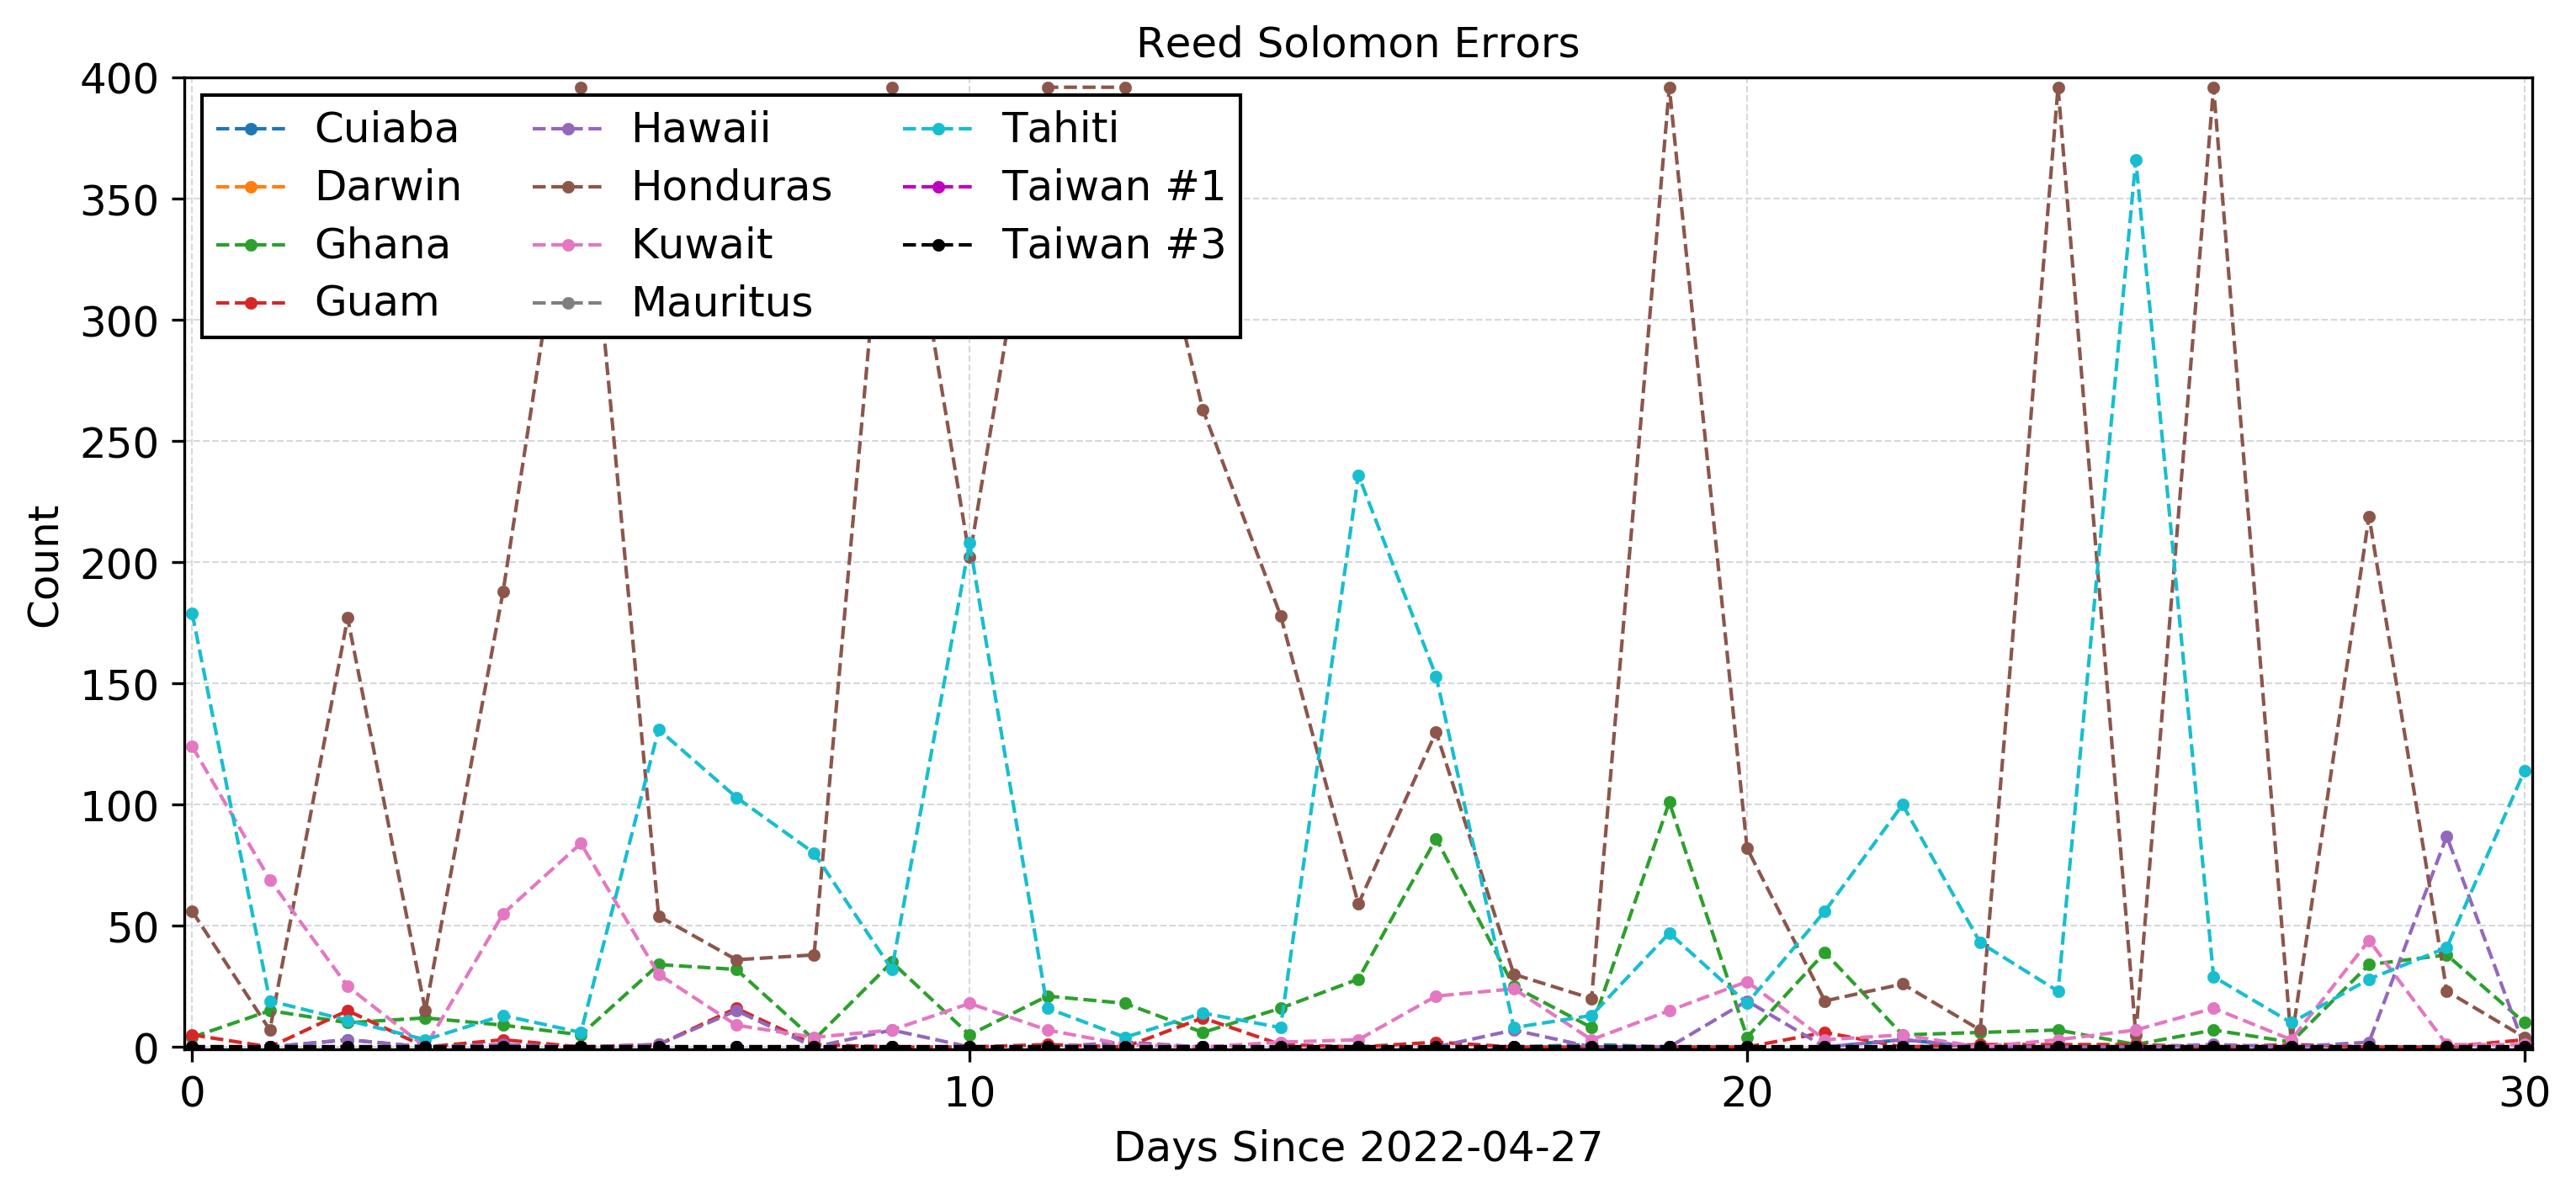 Reed Solomon Errors
400
350
300
250
200
150
100
50
0
Count
Cuiaba
Darwin
Ghana
Guam
Hawaii
Honduras
Kuwait
Mauritus
Tahiti
Taiwan #1
Taiwan #3
0 10 20 30
Days Since 2022-04-27